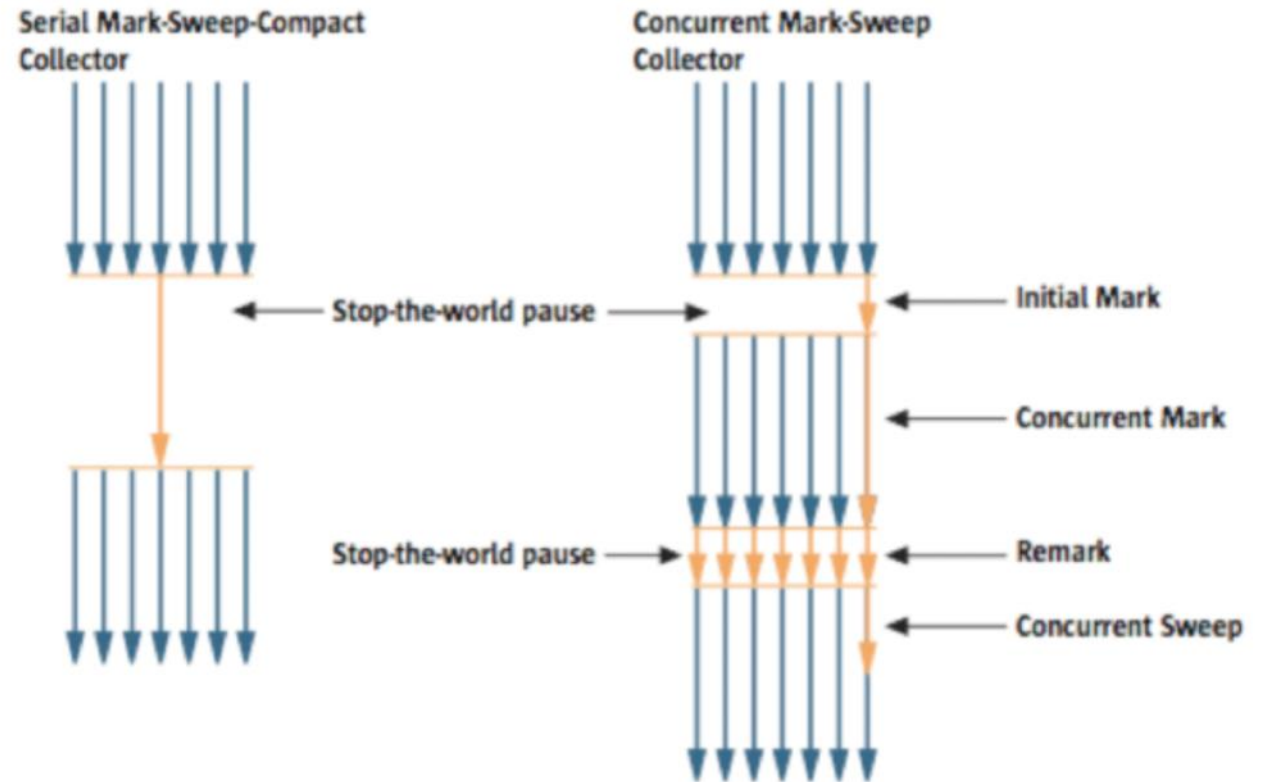 Serial Mark-Sweep-Compact
Collector
Concurrent Mark-Sweep
Collector
Stop-the-world pause
Initial Mark
Concurrent Mark
Stop-the-world pause
Remark
Concurrent Sweep